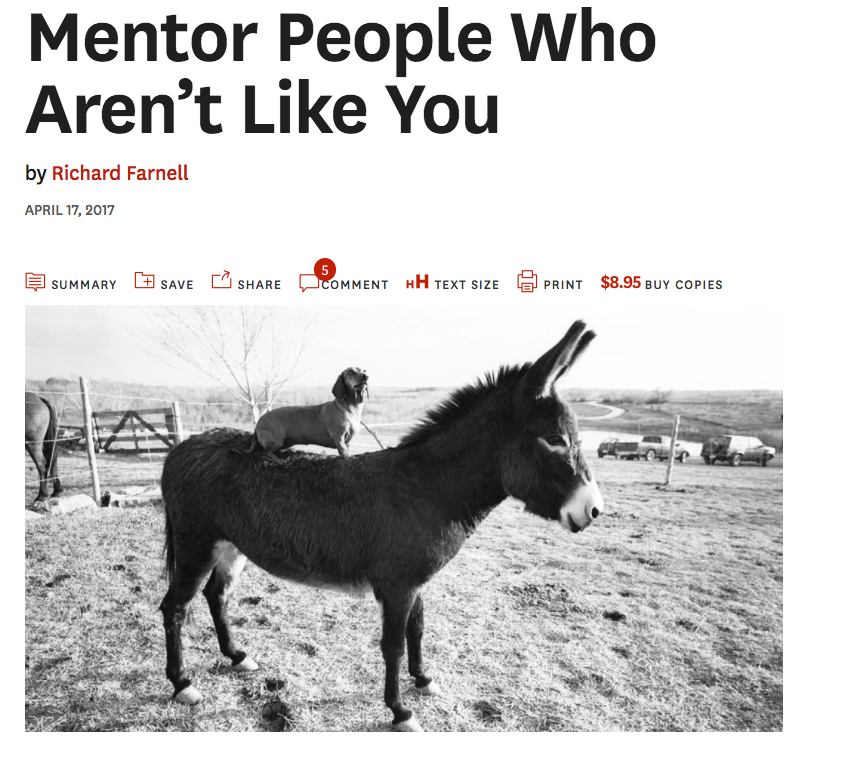 Mentor People Who
Aren’t Like You
by Richard Farnell
APRIL 17, 2017
SUMMARY SAVE SHARE 5 COMMENT HH TEXT SIZE PRINT $8.95 BUY COPIES